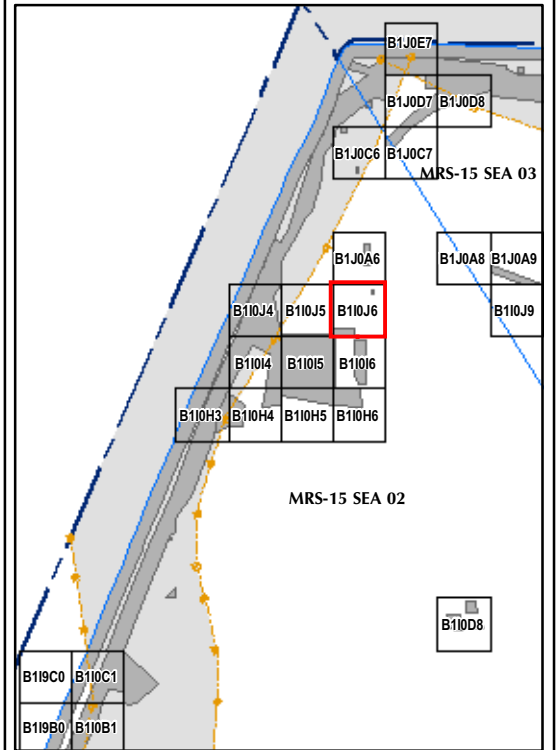 B1J0E7
B1J0D7 B1J0D8
B1J0C6 B1J0C7
MRS-15 SEA 03
B1J0A6 B1J0A8 B1J0A9
B1I0J4 B1I0J5 B1I0J6 B1I0J9
B1I0I4 B1I0I5 B1I0I6
B1I0H3 B1I0H4 B1I0H5 B1I0H6
MRS-15 SEA 02
B1I0D8
B1I9C0 B1I0C1
B1I9B0 B1I0B1